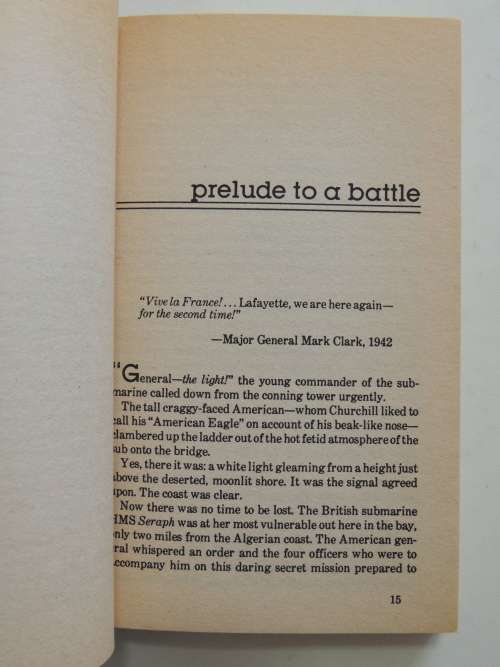 prelude to a battle
"Vive la France!... Lafayette, we are here again—
for the second time!"
—Major General Mark Clark, 1942
"General—the light!" the young commander of the sub-
marine called down from the conning tower urgently.
The tall craggy-faced American—whom Churchill liked to
call his "American Eagle" on account of his beak-like nose—
clambered up the ladder out of the hot fetid atmosphere of the
sub onto the bridge.
Yes, there it was: a white light gleaming from a height just
above the deserted, moonlit shore. It was the signal agreed
upon. The coast was clear.
Now there was no time to be lost. The British submarine
HMS Seraph was at her most vulnerable out here in the bay,
only two miles from the Algerian coast. The American gen-
eral whispered an order and the four officers who were to
accompany him on this daring secret mission prepared to
15